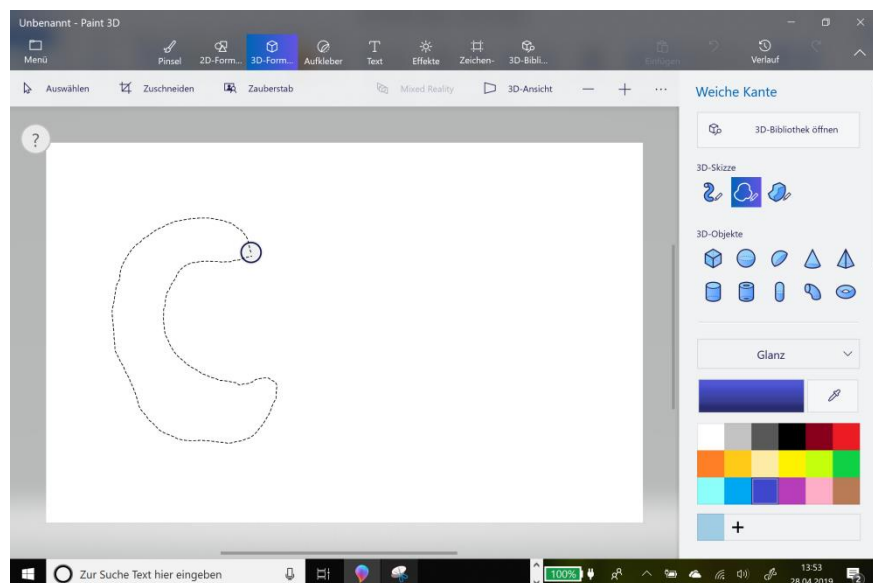 Unbenannt - Paint 3D
Menü
Pinsel
2D-Form...
3D-Form...
Aufkleber
Text
Effekte
Zeichen-
3D-Bibli...
Einfügen
Verlauf
Auswählen
Zuschneiden
Zauberstab
Mixed Reality
3D-Ansicht
Weiche Kante
?
3D-Bibliothek öffnen
3D-Skizze
3D-Objekte
Glanz
Zur Suche Text hier eingeben
100%
13:53
28.04.2019
2